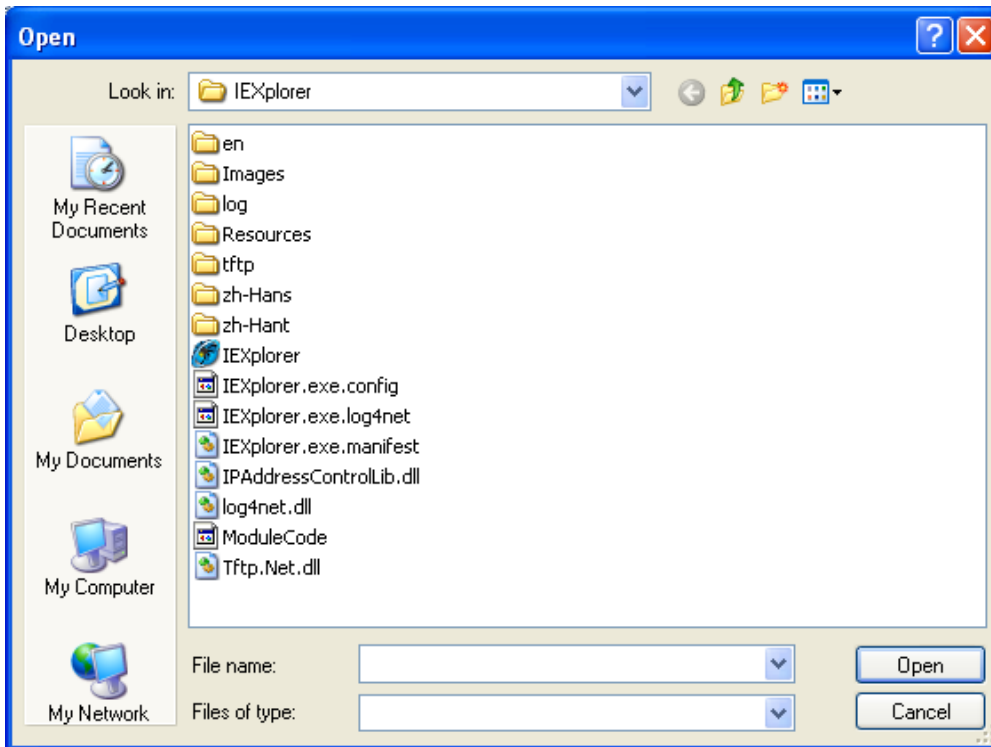 Open
Look in:
IEXplorer
My Recent
Documents
Desktop
My Documents
My Computer
My Network
en
Images
log
Resources
tftp
zh-Hans
zh-Hant
IEXplorer
IEXplorer.exe.config
IEXplorer.exe.log4net
IEXplorer.exe.manifest
IPAddressControlLib.dll
log4net.dll
ModuleCode
Tftp.Net.dll
File name:
Open
Files of type:
Cancel